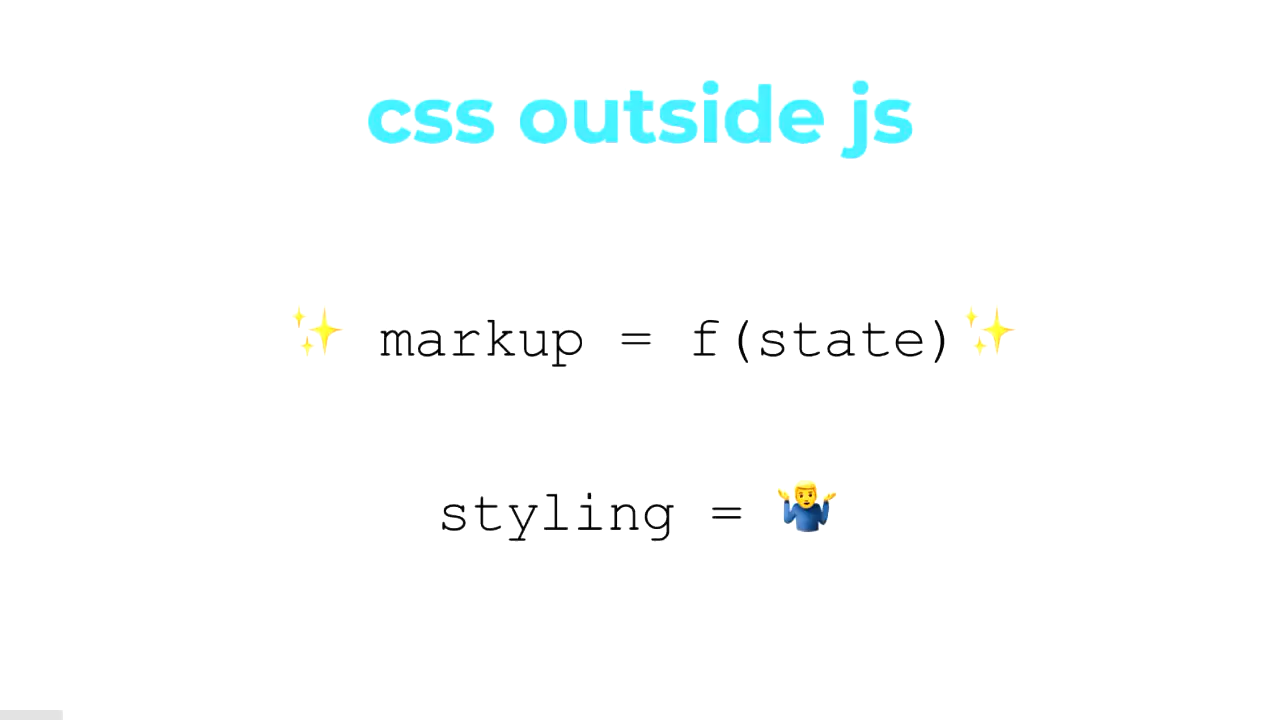 css outside js
✨ markup = f(state)✨
styling = 🤷‍♂️